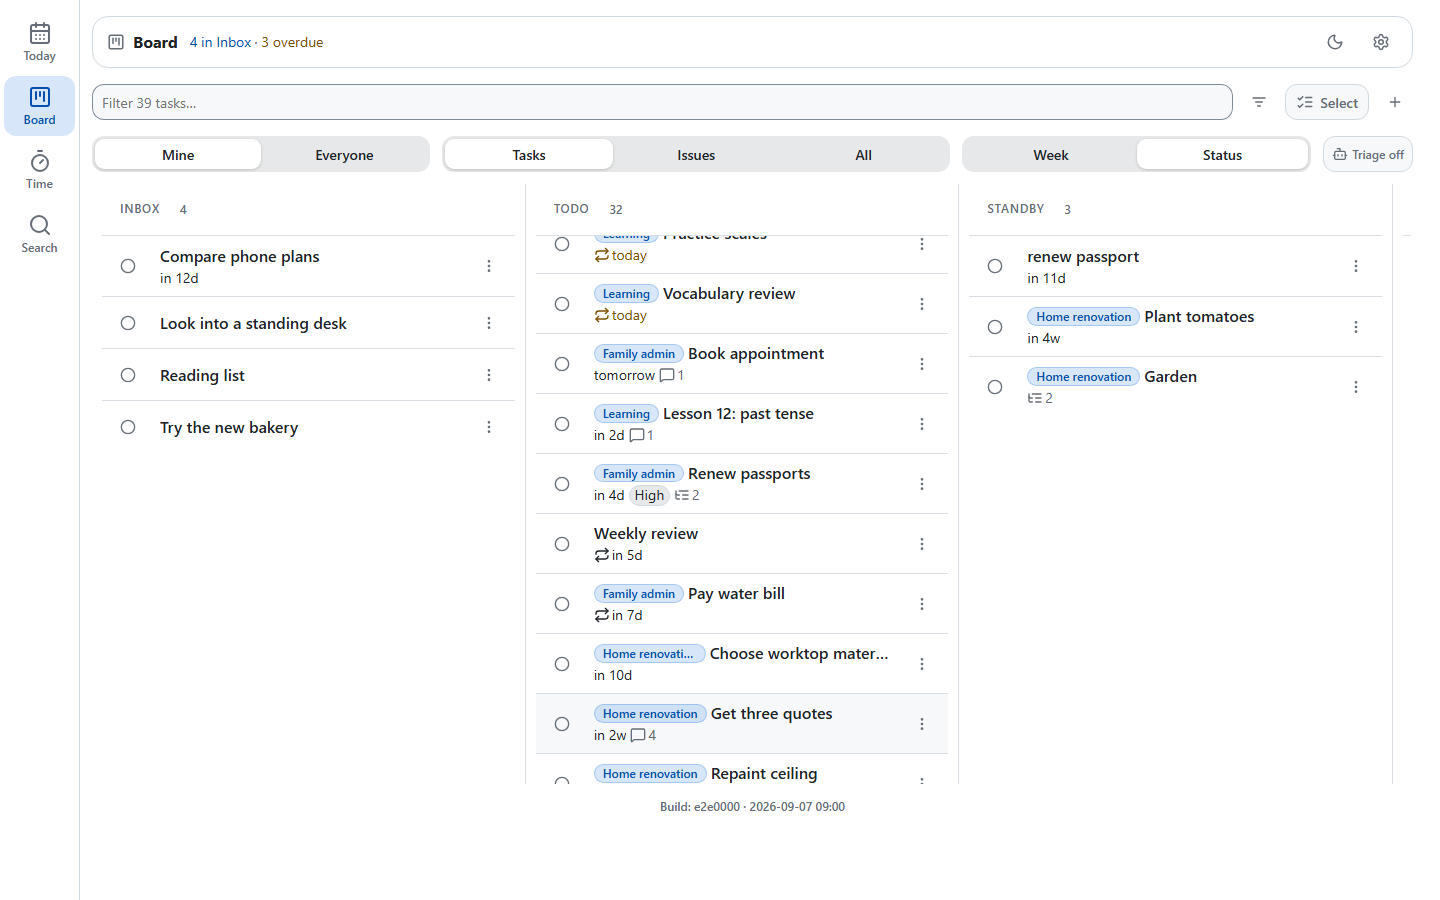 Today
Board
Time
Search
Board 4 in Inbox · 3 overdue
Filter 39 tasks...
Select
Mine Everyone
Tasks Issues All
Week Status
Triage off
INBOX 4
Compare phone plans
in 12d
Look into a standing desk
Reading list
Try the new bakery
TODO 32
Learning Practice scales
today
Learning Vocabulary review
today
Family admin Book appointment
tomorrow 1
Learning Lesson 12: past tense
in 2d 1
Family admin Renew passports
in 4d High 2
Weekly review
in 5d
Family admin Pay water bill
in 7d
Home renovati... Choose worktop mater...
in 10d
Home renovation Get three quotes
in 2w 4
Home renovation Repaint ceiling
STANDBY 3
renew passport
in 11d
Home renovation Plant tomatoes
in 4w
Home renovation Garden
2
Build: e2e0000 · 2026-09-07 09:00